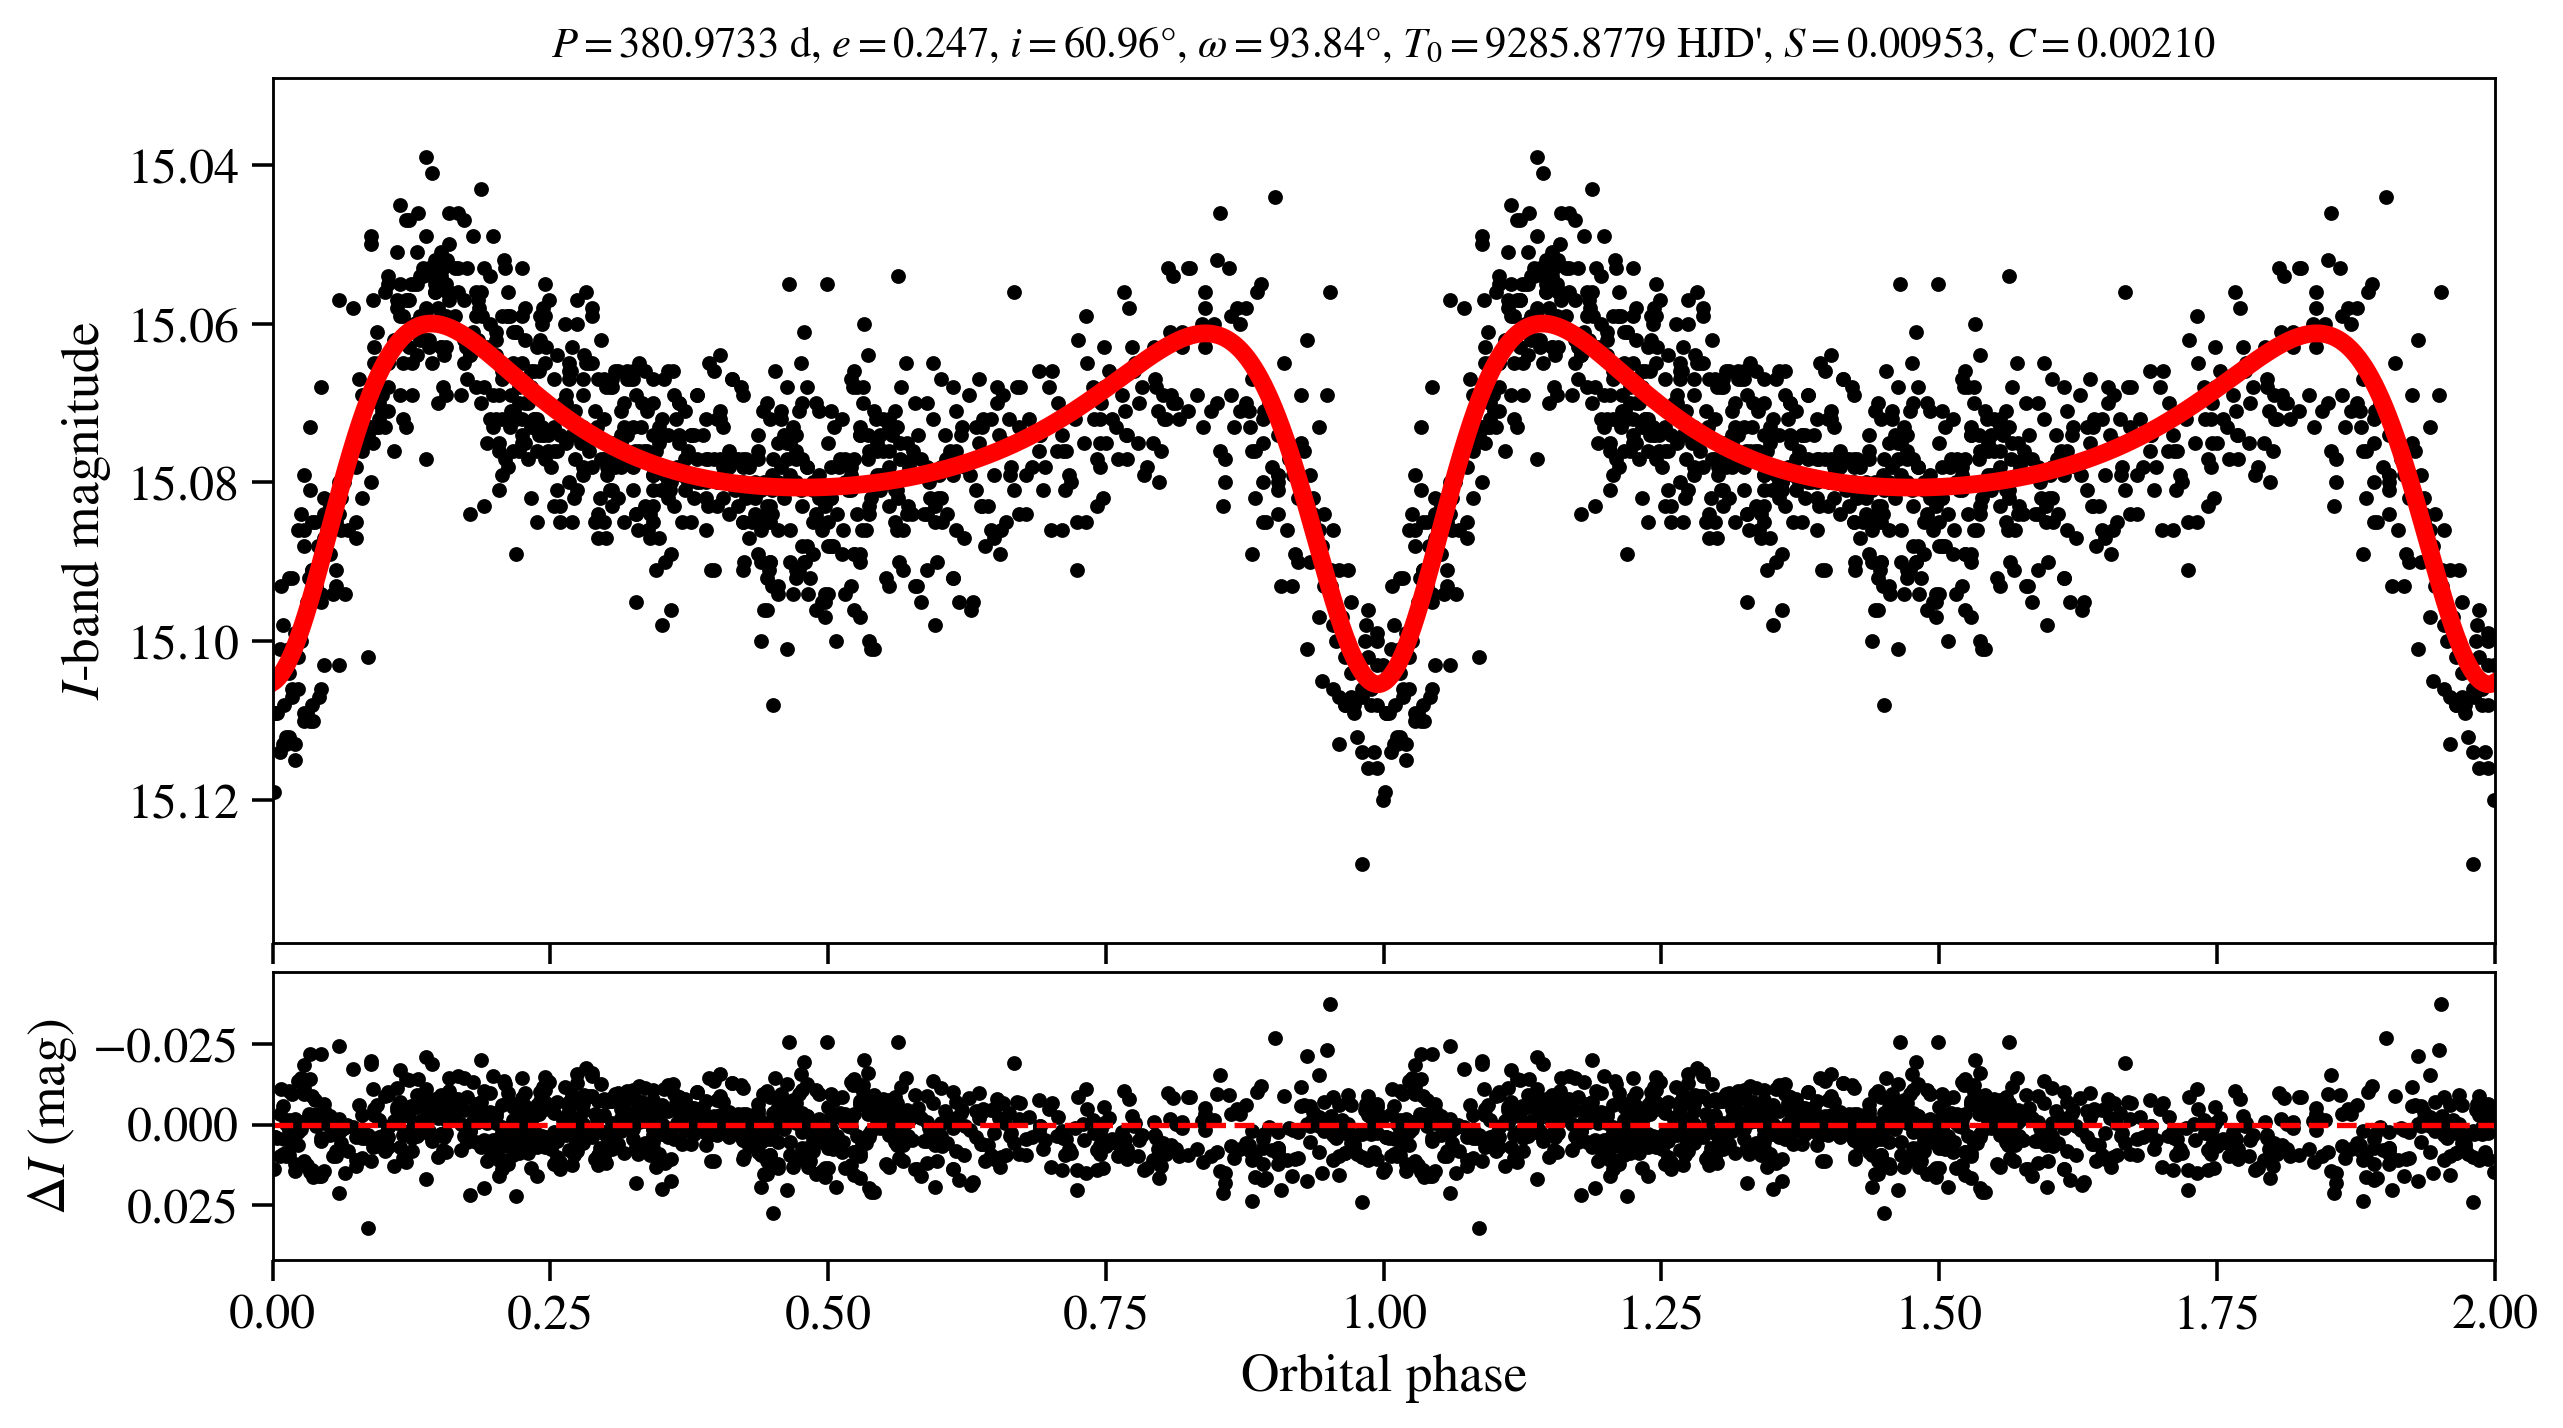 P = 380.9733 d, e = 0.247, i = 60.96°, ω = 93.84°, T₀ = 9285.8779 HJD', S = 0.00953, C = 0.00210
15.04
15.06
15.08
15.10
15.12
I-band magnitude
−0.025
0.000
0.025
ΔI (mag)
0.00 0.25 0.50 0.75 1.00 1.25 1.50 1.75 2.00
Orbital phase